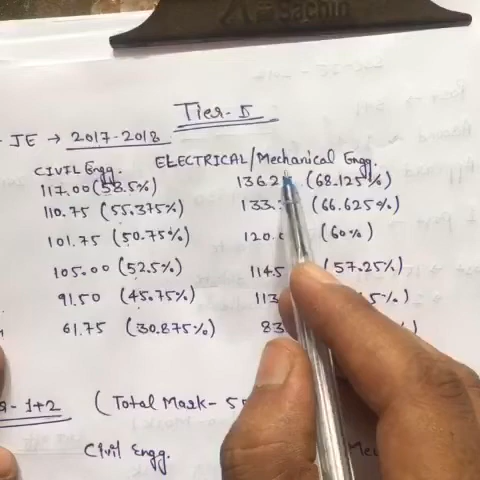 Sachin
Tier-II
JE → 2017-2018
CIVIL Engg. ELECTRICAL/Mechanical Engg.
117.00 (58.5%) (68.125%)
110.75 (55.375%) (66.625%)
101.75 (50.75%) (60%)
105.00 (52.5%) (57.25%)
91.50 (45.75%)
61.75 (30.875%)
1+2 (Total Mark-
Civil Engg.